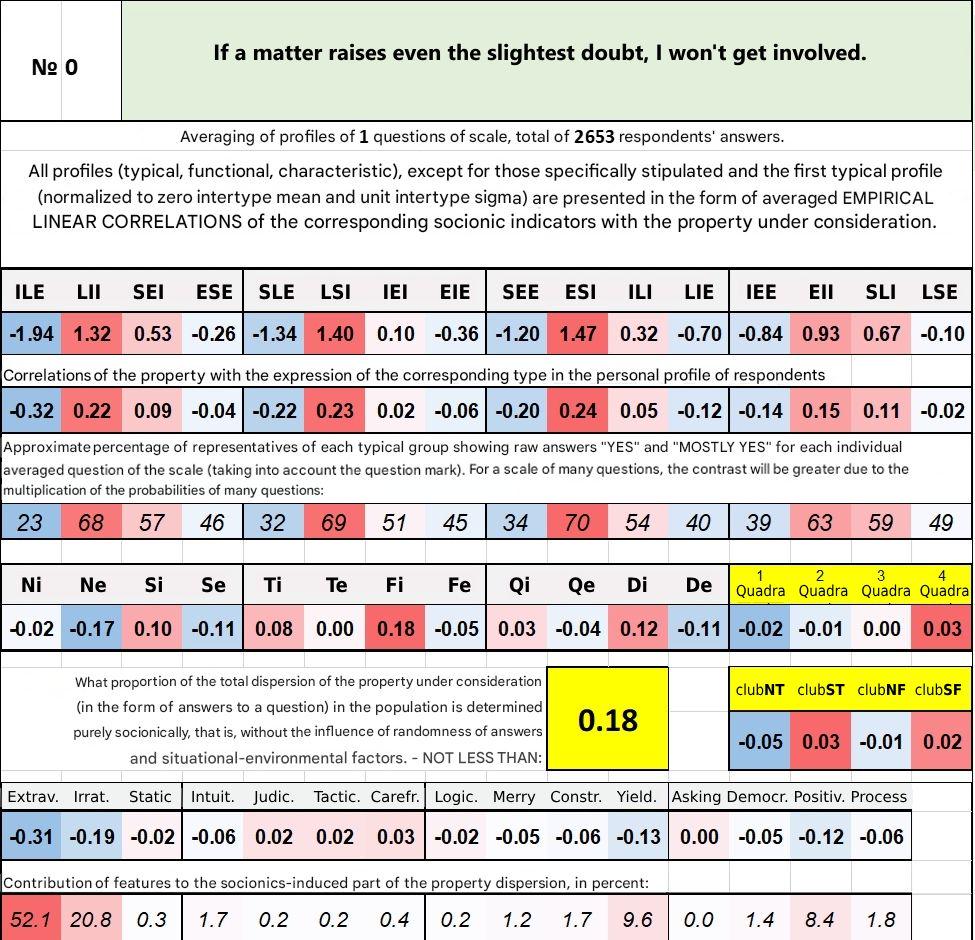 № 0
If a matter raises even the slightest doubt, I won't get involved.
Averaging of profiles of 1 questions of scale, total of 2653 respondents' answers.
All profiles (typical, functional, characteristic), except for those specifically stipulated and the first typical profile
(normalized to zero intertype mean and unit intertype sigma) are presented in the form of averaged EMPIRICAL
LINEAR CORRELATIONS of the corresponding socionic indicators with the property under consideration.
ILE LII SEI ESE SLE LSI IEI EIE SEE ESI ILI LIE IEE EII SLI LSE
-1.94 1.32 0.53 -0.26 -1.34 1.40 0.10 -0.36 -1.20 1.47 0.32 -0.70 -0.84 0.93 0.67 -0.10
Correlations of the property with the expression of the corresponding type in the personal profile of respondents
-0.32 0.22 0.09 -0.04 -0.22 0.23 0.02 -0.06 -0.20 0.24 0.05 -0.12 -0.14 0.15 0.11 -0.02
Approximate percentage of representatives of each typical group showing raw answers "YES" and "MOSTLY YES" for each individual
averaged question of the scale (taking into account the question mark). For a scale of many questions, the contrast will be greater due to the
multiplication of the probabilities of many questions:
23 68 57 46 32 69 51 45 34 70 54 40 39 63 59 49
Ni Ne Si Se Ti Te Fi Fe Qi Qe Di De 1 Quadra 2 Quadra 3 Quadra 4 Quadra
-0.02 -0.17 0.10 -0.11 0.08 0.00 0.18 -0.05 0.03 -0.04 0.12 -0.11 -0.02 -0.01 0.00 0.03
What proportion of the total dispersion of the property under consideration
(in the form of answers to a question) in the population is determined
purely socionically, that is, without the influence of randomness of answers
and situational-environmental factors. - NOT LESS THAN:
0.18
clubNT clubST clubNF clubSF
-0.05 0.03 -0.01 0.02
Extrav. Irrat. Static Intuit. Judic. Tactic. Carefr. Logic. Merry Constr. Yield. Asking Democr. Positiv. Process
-0.31 -0.19 -0.02 -0.06 0.02 0.02 0.03 -0.02 -0.05 -0.06 -0.13 0.00 -0.05 -0.12 -0.06
Contribution of features to the socionics-induced part of the property dispersion, in percent:
52.1 20.8 0.3 1.7 0.2 0.2 0.4 0.2 1.2 1.7 9.6 0.0 1.4 8.4 1.8